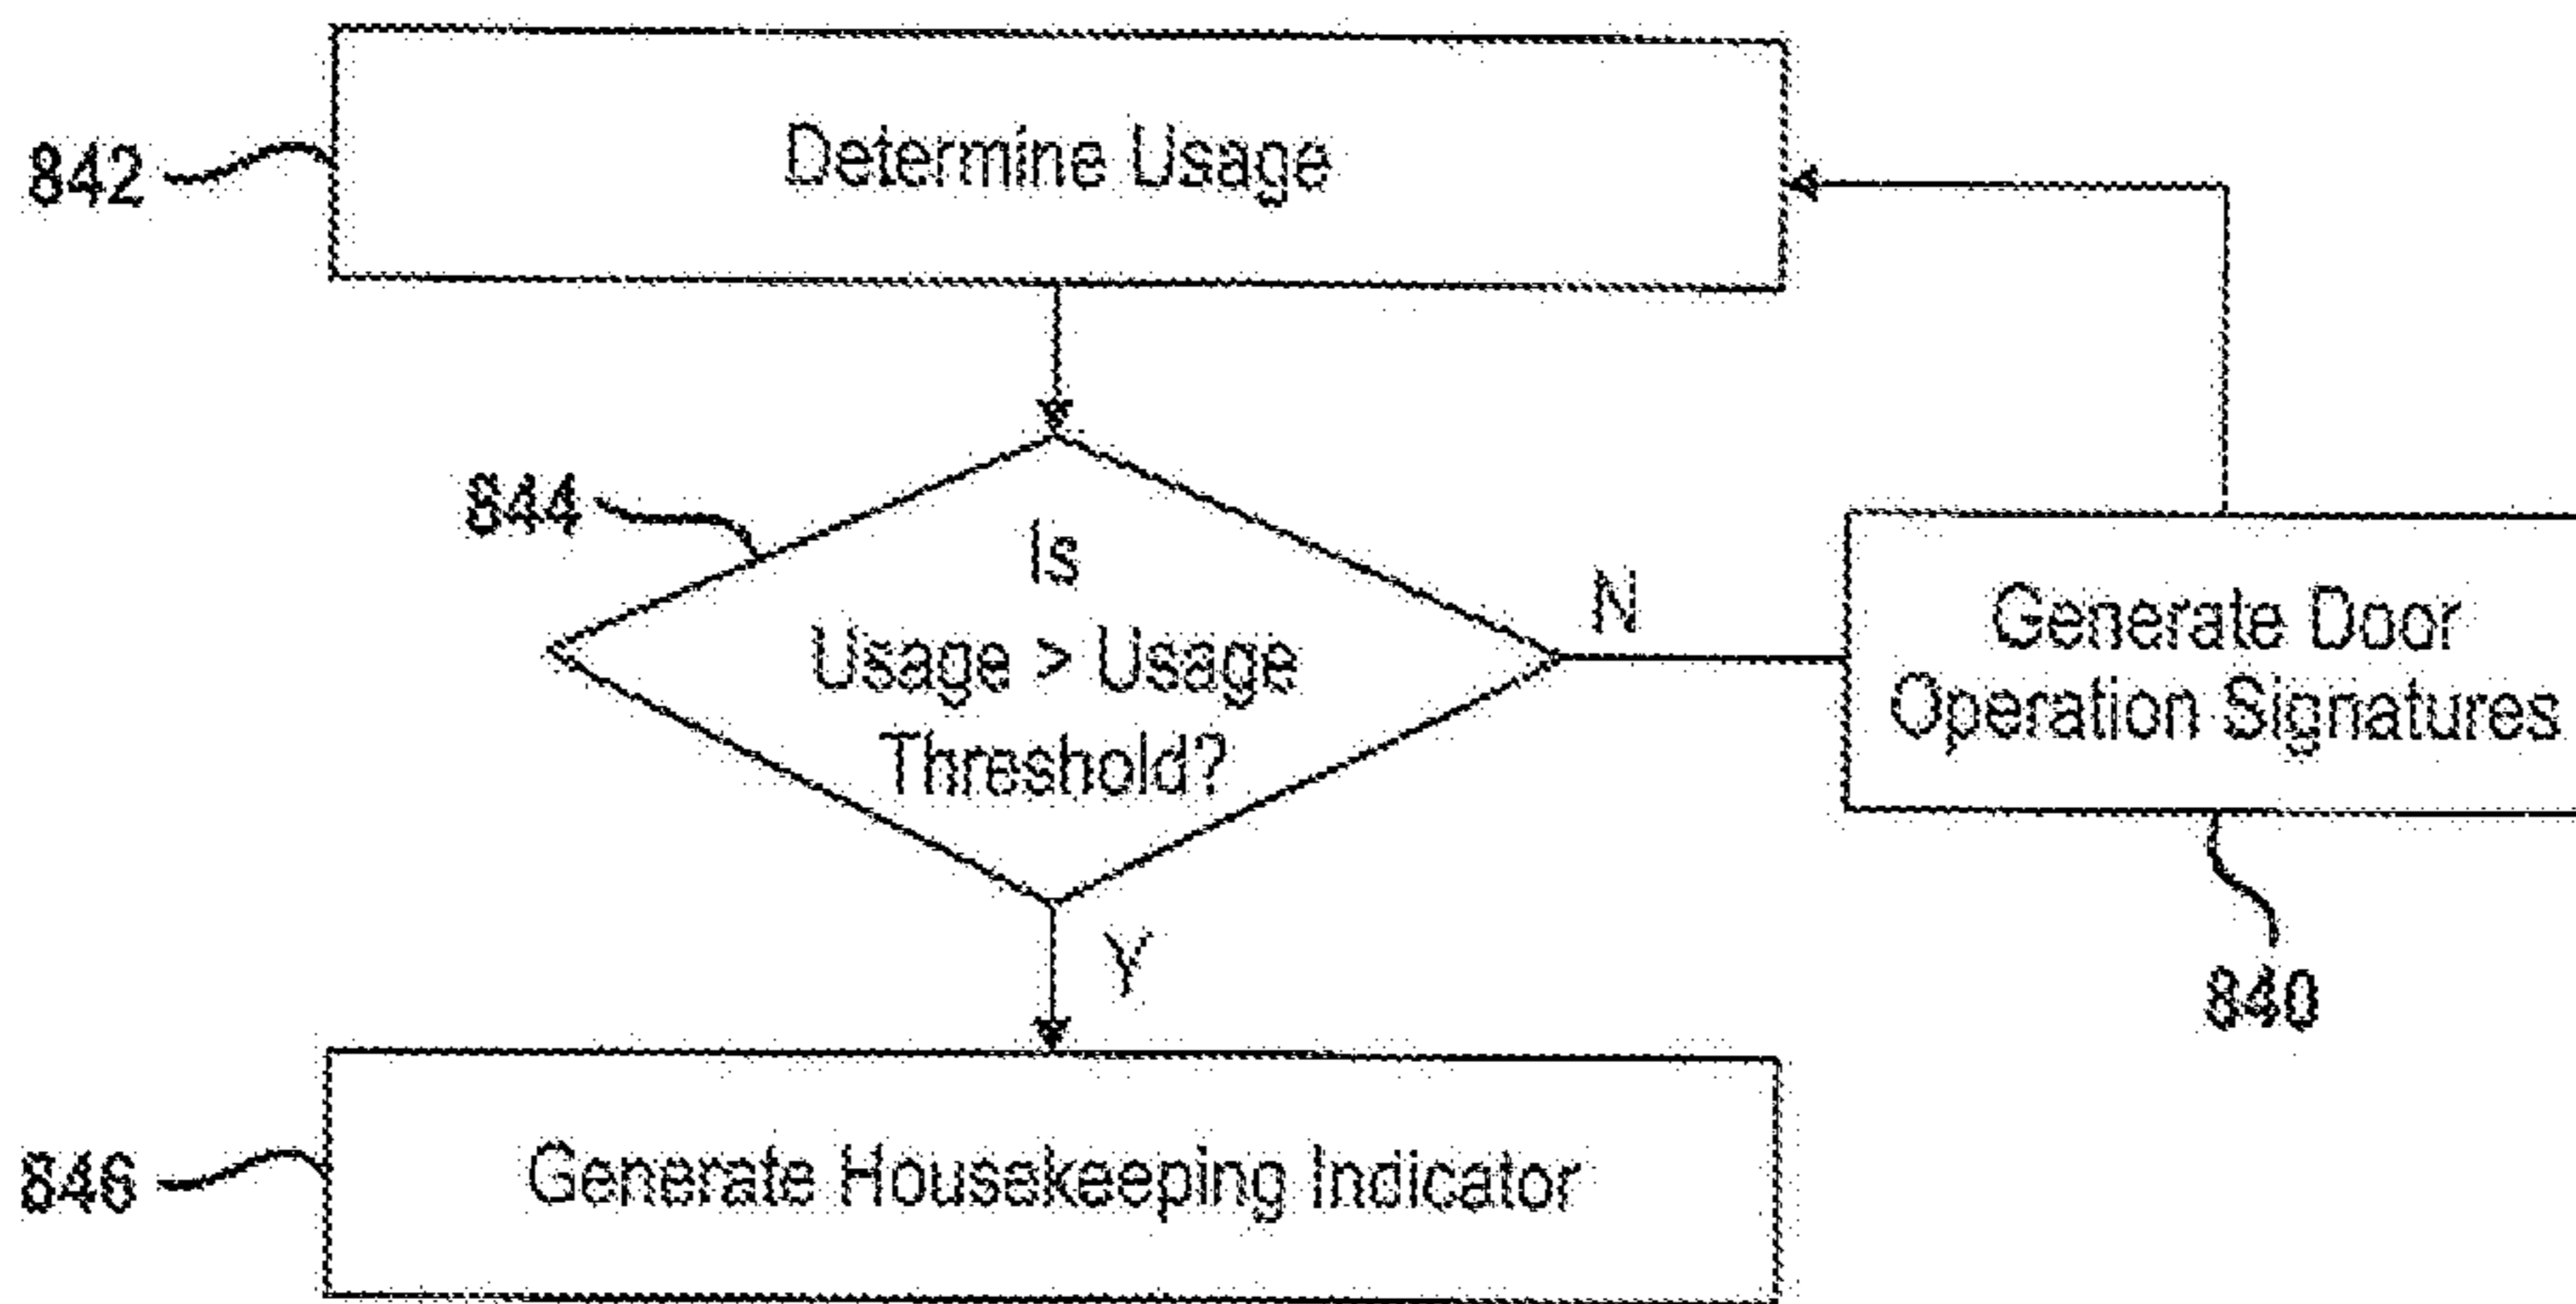 842
Determine Usage
844
Is
Usage > Usage
Threshold?
N
Generate Door
Operation Signatures
840
Y
846
Generate Housekeeping Indicator